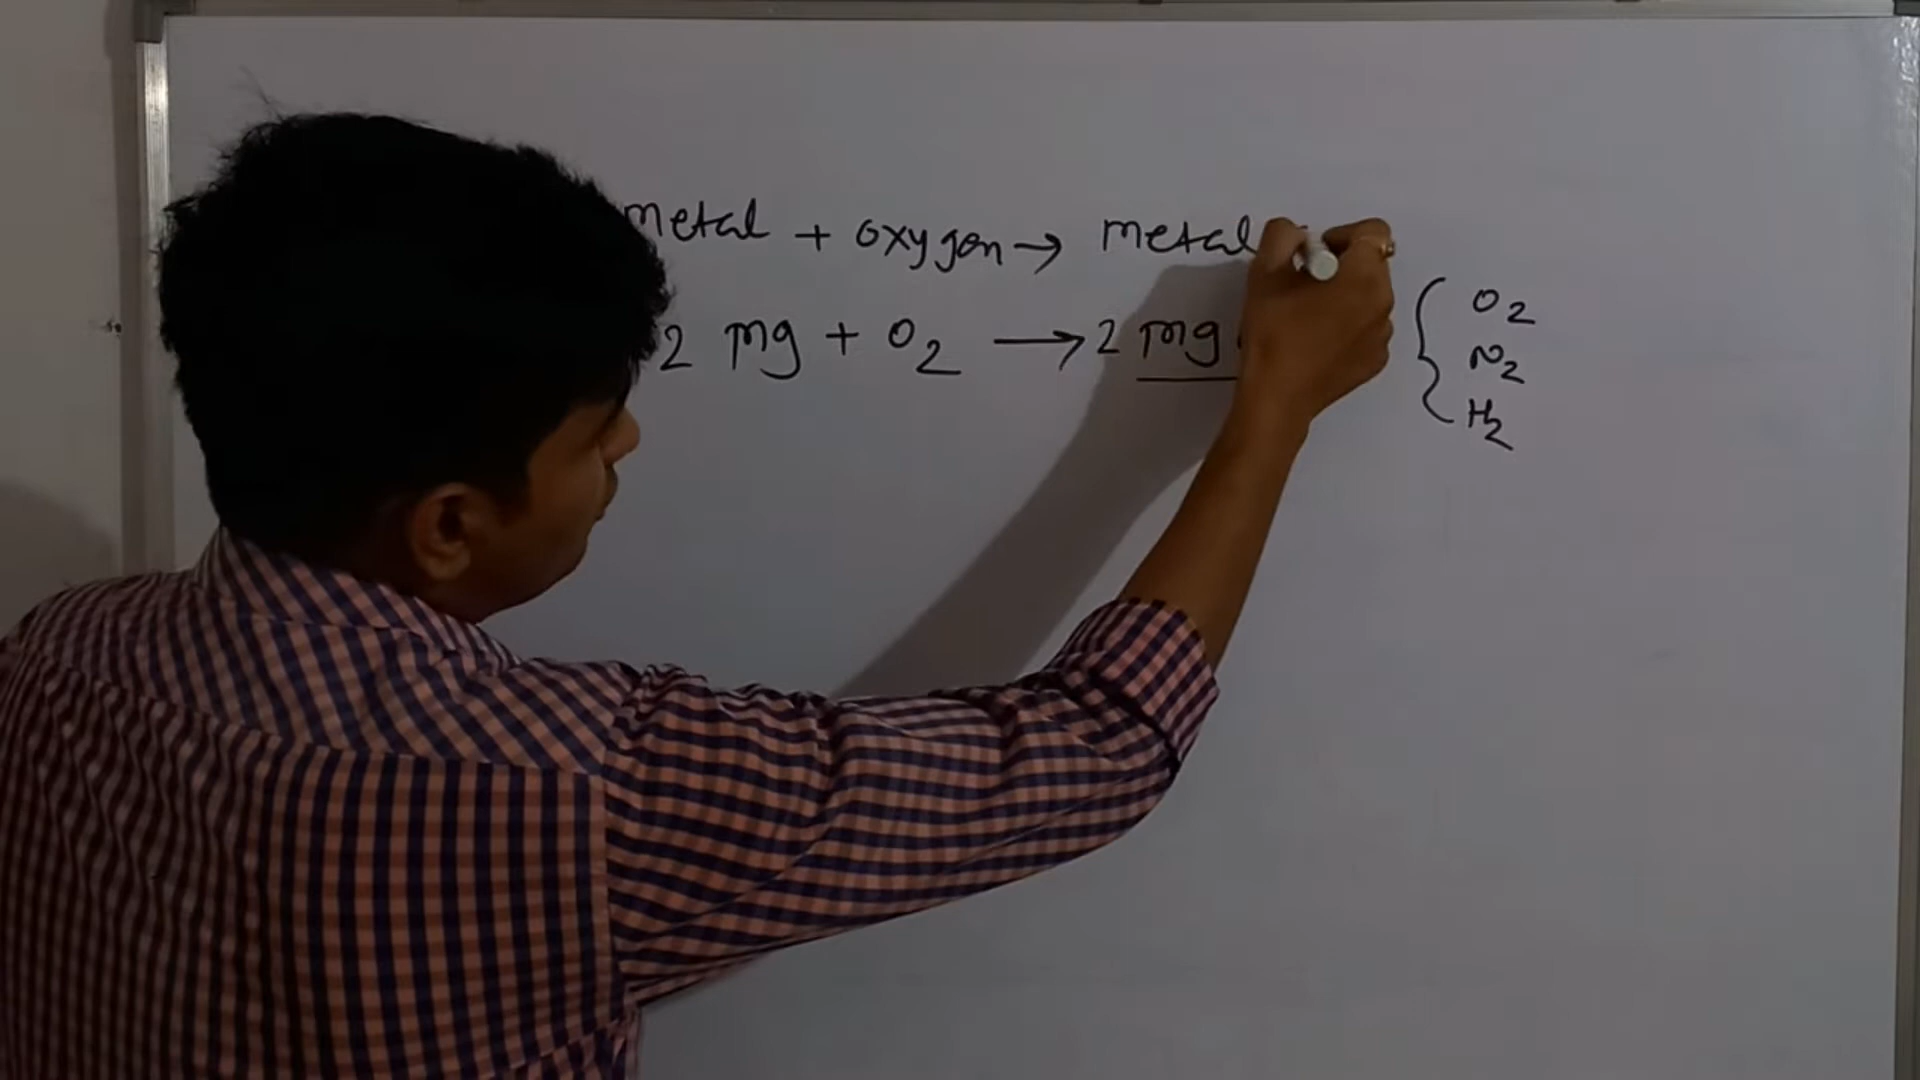 metal + oxygen → metal
2 mg + O2 → 2 mg
O2
N2
H2